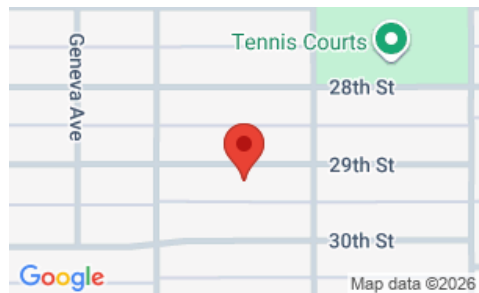 Geneva Ave
Tennis Courts
28th St
29th St
30th St
Google
Map data ©2026